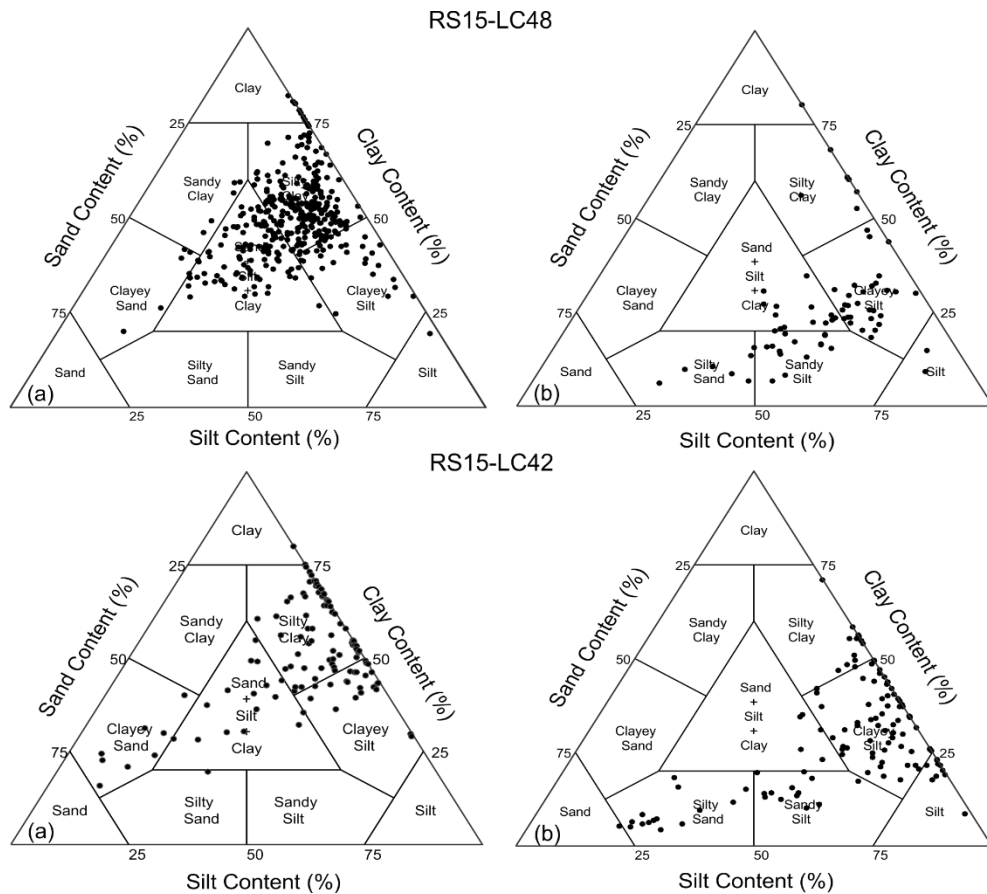 RS15-LC48
Clay
25
75
Sand Content (%)
Clay Content (%)
Sandy
Clay
Silty
Clay
50
50
Sand
+
Silt
+
Clay
Clayey
Sand
Clayey
Silt
75
25
Sand
Silty
Sand
Sandy
Silt
Silt
(a)
25
50
75
Silt Content (%)
Clay
25
75
Sand Content (%)
Clay Content (%)
Sandy
Clay
Silty
Clay
50
50
Sand
+
Silt
+
Clay
Clayey
Sand
Clayey
Silt
75
25
Sand
Silty
Sand
Sandy
Silt
Silt
(b)
25
50
75
Silt Content (%)
RS15-LC42
Clay
25
75
Sand Content (%)
Clay Content (%)
Sandy
Clay
Silty
Clay
50
50
Sand
+
Silt
+
Clay
Clayey
Sand
Clayey
Silt
75
25
Sand
Silty
Sand
Sandy
Silt
Silt
(a)
25
50
75
Silt Content (%)
Clay
25
75
Sand Content (%)
Clay Content (%)
Sandy
Clay
Silty
Clay
50
50
Sand
+
Silt
+
Clay
Clayey
Sand
Clayey
Silt
75
25
Sand
Silty
Sand
Sandy
Silt
Silt
(b)
25
50
75
Silt Content (%)